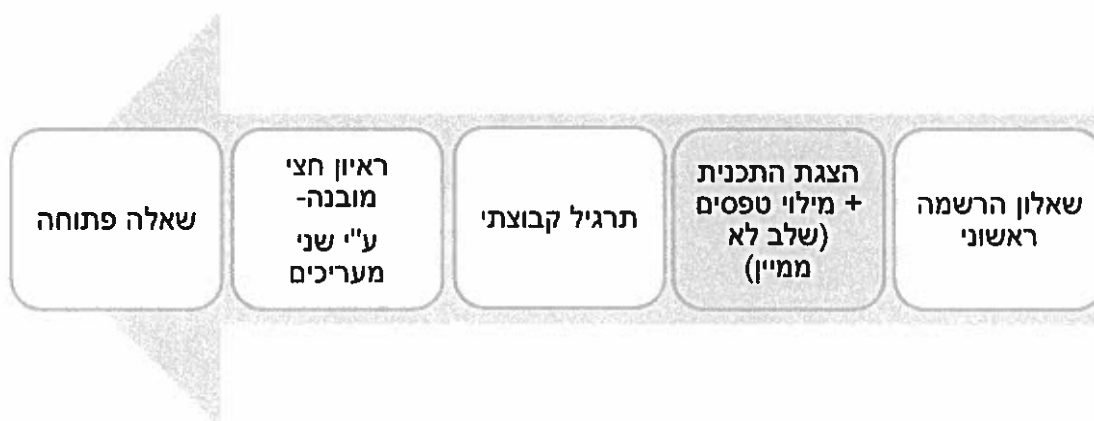 שאלון הרשמה
ראשוני
הצגת התכנית
+ מילוי טפסים
(שלב לא
ממיין)
תרגיל קבוצתי
ראיון חצי
מובנה-
ע"י שני
מעריכים
שאלה פתוחה